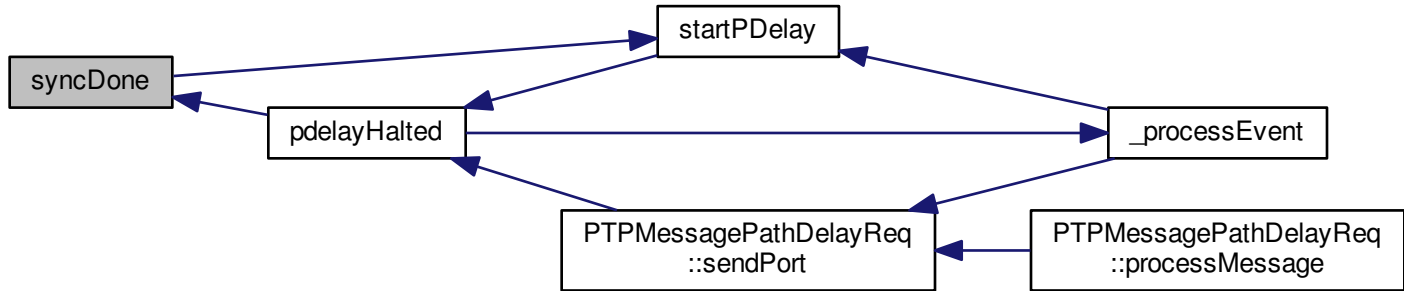 startPDelay
syncDone
pdelayHalted
_processEvent
PTPMessagePathDelayReq
::sendPort
PTPMessagePathDelayReq
::processMessage